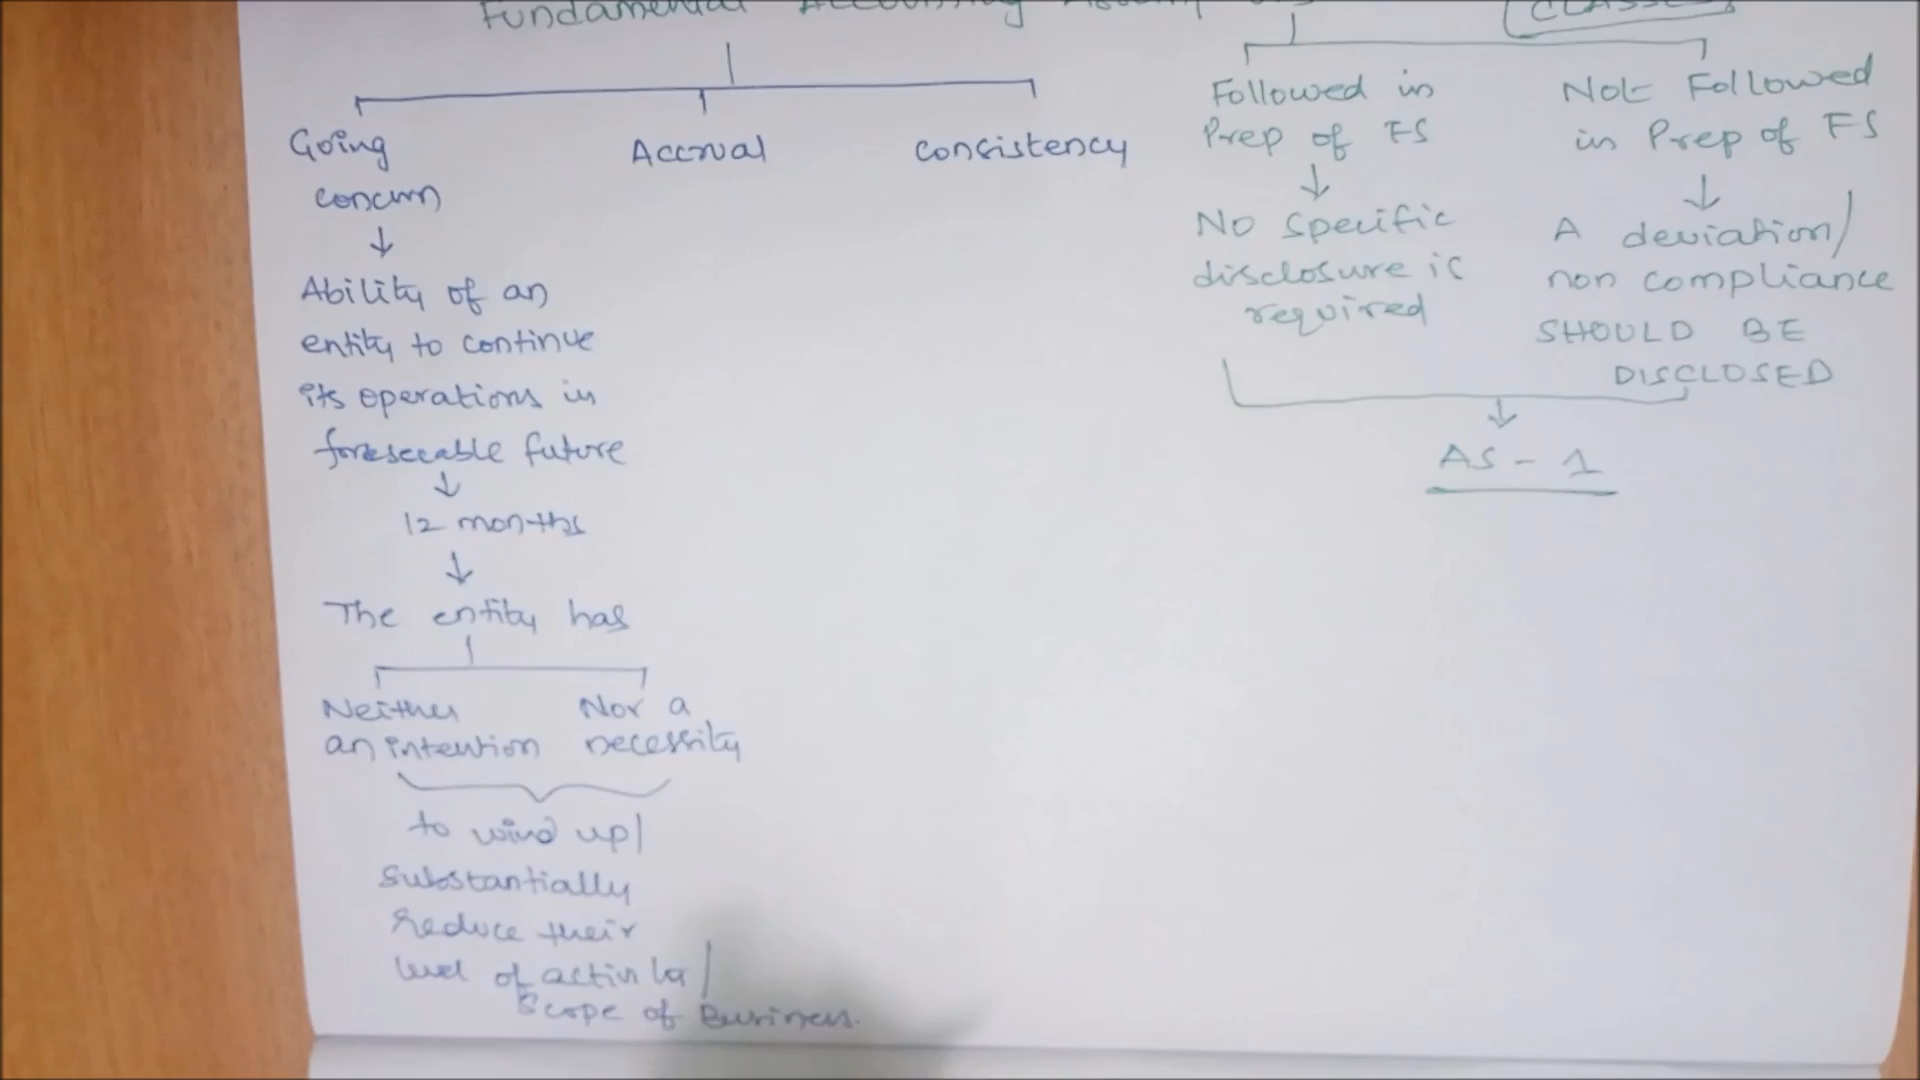 Fundamental Accounting
CLASSES
Going
concern
↓
Ability of an
entity to continue
its operations in
foreseeable future
↓
12 months
↓
The entity has
Neither
an intention
Nor a
necessity
to wind up/
Substantially
reduce their
level of
Scope of Business.
Accrual
consistency
Followed in
Prep of FS
↓
No specific
disclosure is
required
Not Followed
in Prep of FS
↓
A deviation/
non compliance
SHOULD BE
DISCLOSED
↓
AS - 1